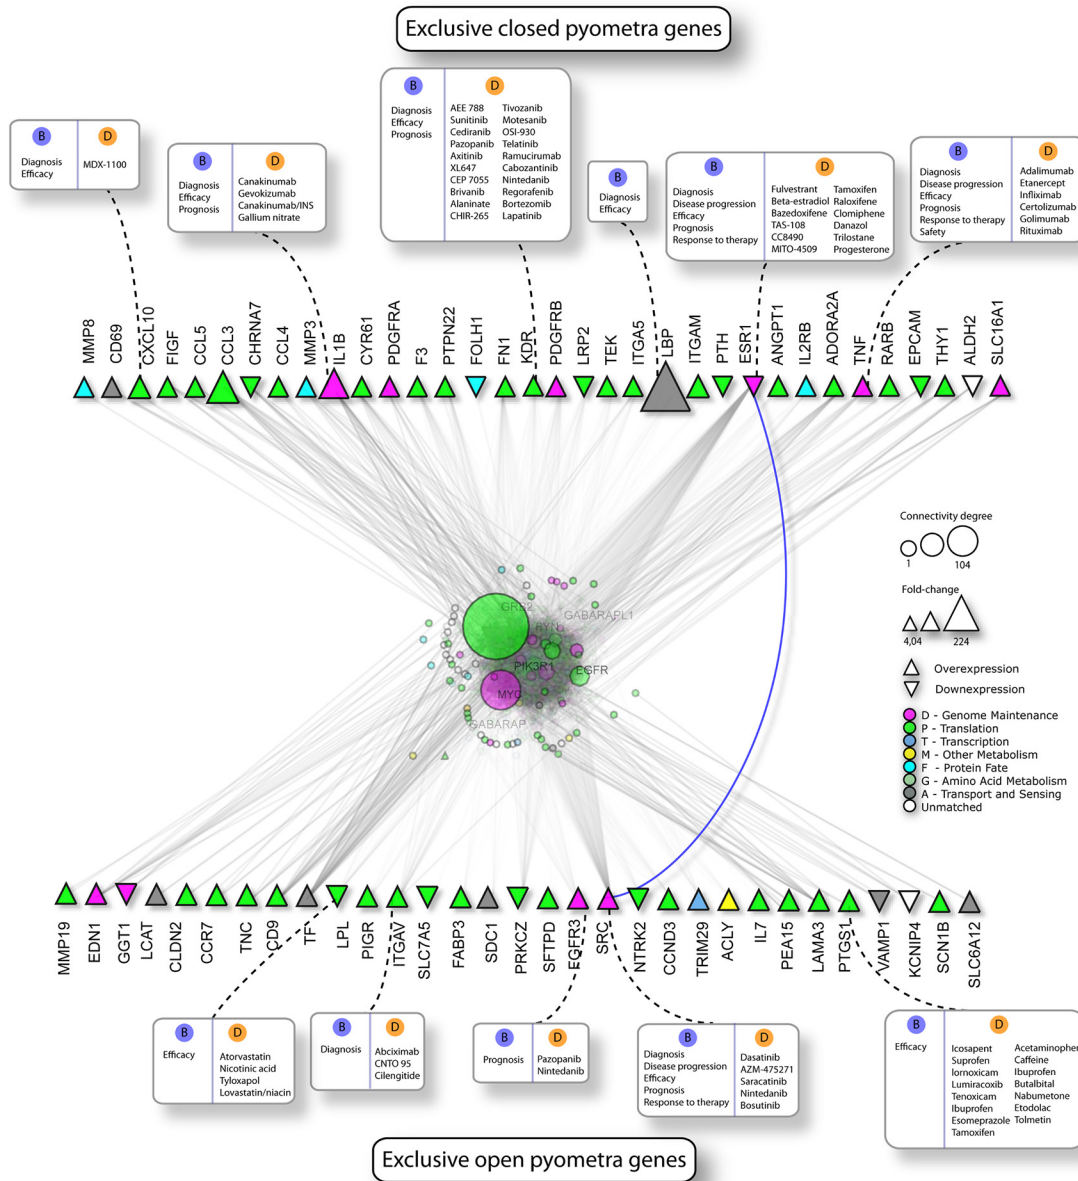 Exclusive closed pyometra genes
B
Diagnosis
Efficacy
D
MDX-1100
B
Diagnosis
Efficacy
Prognosis
D
Canakinumab
Gevokizumab
Canakinumab/INS
Gallium nitrate
B
Diagnosis
Efficacy
Prognosis
D
AEE 788
Sunitinib
Cediranib
Pazopanib
Axitinib
XL647
CEP 7055
Brivanib
Alaninate
CHIR-265
Tivozanib
Motesanib
OSI-930
Telatinib
Ramucirumab
Cabozantinib
Nintedanib
Regorafenib
Bortezomib
Lapatinib
B
Diagnosis
Efficacy
B
Diagnosis
Disease progression
Efficacy
Prognosis
Response to therapy
D
Fulvestrant
Beta-estradiol
Bazedoxifene
TAS-108
CC8490
MITO-4509
Tamoxifen
Raloxifene
Clomiphene
Danazol
Trilostane
Progesterone
B
Diagnosis
Disease progression
Efficacy
Prognosis
Response to therapy
Safety
D
Adalimumab
Etanercept
Infliximab
Certolizumab
Golimumab
Rituximab
MMP8
CD69
CXCL10
FIGF
CCL5
CCL3
CHRNA7
CCL4
MMP3
IL1B
CYR61
PDGFRA
F3
PTPN22
FOLH1
FN1
KDR
PDGFRB
LRP2
TEK
ITGA5
LBP
ITGAM
PTH
ESR1
ANGPT1
IL2RB
ADORA2A
TNF
RARB
EPCAM
THY1
ALDH2
SLC16A1
GRB2
GABARAPL1
FYN
PIK3R1
EGFR
MYC
GABARAP
Connectivity degree
1
104
Fold-change
4,04
224
Overexpression
Downexpression
D - Genome Maintenance
P - Translation
T - Transcription
M - Other Metabolism
F - Protein Fate
G - Amino Acid Metabolism
A - Transport and Sensing
Unmatched
MMP19
EDN1
GGT1
LCAT
CLDN2
CCR7
TNC
CD9
TF
LPL
PIGR
ITGAV
SLC7A5
FABP3
SDC1
PRKCZ
SFTPD
EGFR3
SRC
NTRK2
CCND3
TRIM29
ACLY
IL7
PEA15
LAMA3
PTGS1
VAMP1
KCNIP4
SCN1B
SLC6A12
B
Efficacy
D
Atorvastatin
Nicotinic acid
Tyloxapol
Lovastatin/niacin
B
Diagnosis
D
Abciximab
CNTO 95
Cilengitide
B
Prognosis
D
Pazopanib
Nintedanib
B
Diagnosis
Disease progression
Efficacy
Prognosis
Response to therapy
D
Dasatinib
AZM-475271
Saracatinib
Nintedanib
Bosutinib
B
Efficacy
D
Icosapent
Suprofen
lornoxicam
Lumiracoxib
Tenoxicam
Ibuprofen
Esomeprazole
Tamoxifen
Acetaminophen
Caffeine
Ibuprofen
Butalbital
Nabumetone
Etodolac
Tolmetin
Exclusive open pyometra genes